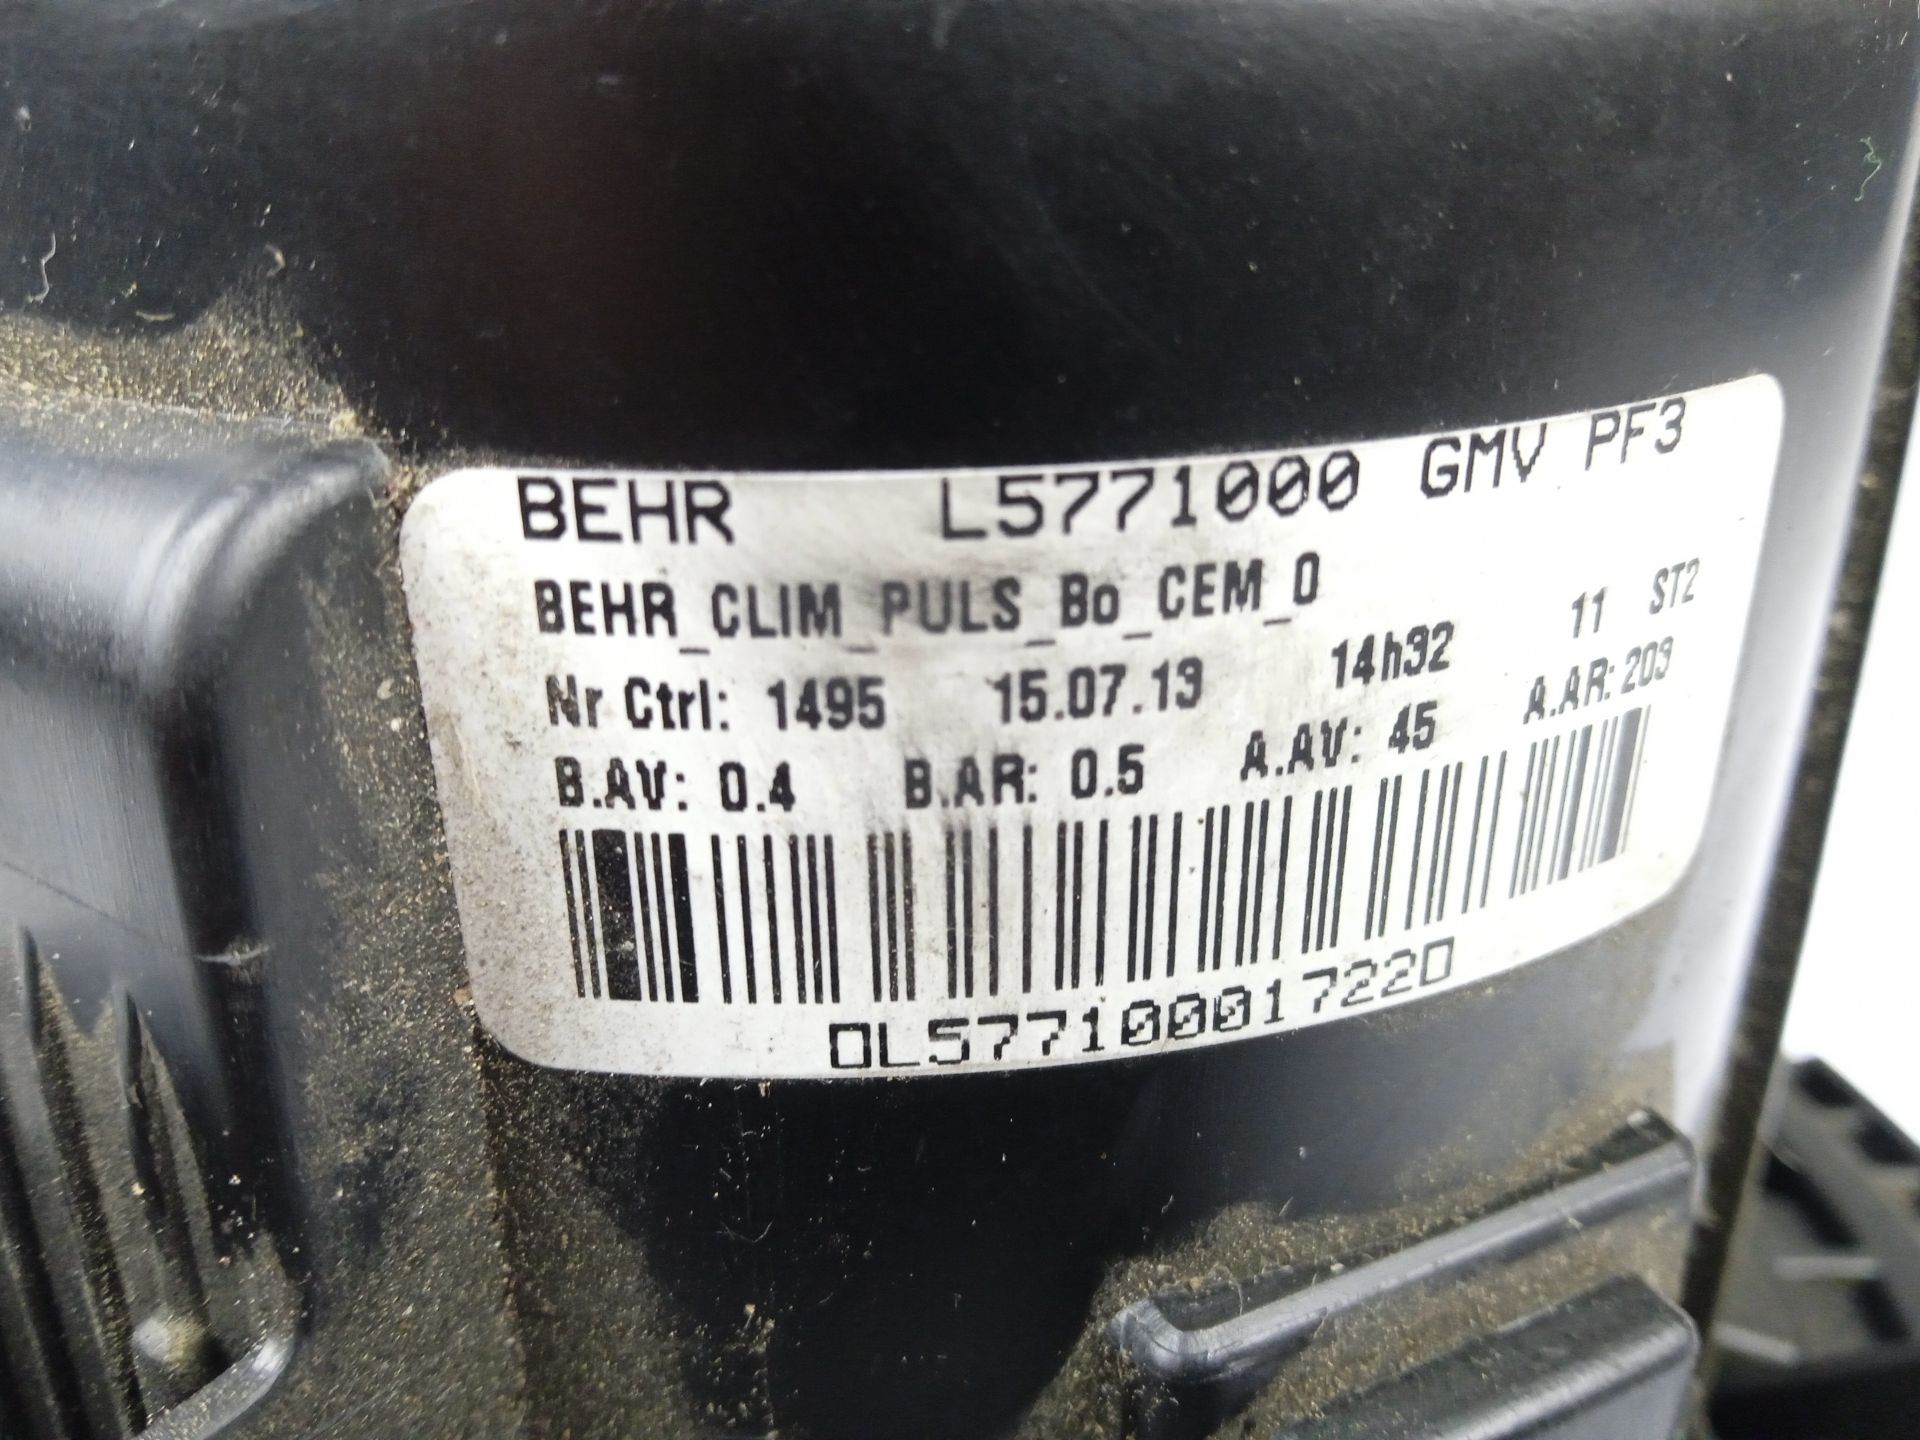 BEHR L5771000 GMV PF3
BEHR_CLIM_PULS_Bo_CEM_O
Nr Ctrl: 1495 15.07.13 14h32 11 ST2
B.AV: 0.4 B.AR: 0.5 A.AV: 45 A.AR: 203
0L57710001722D